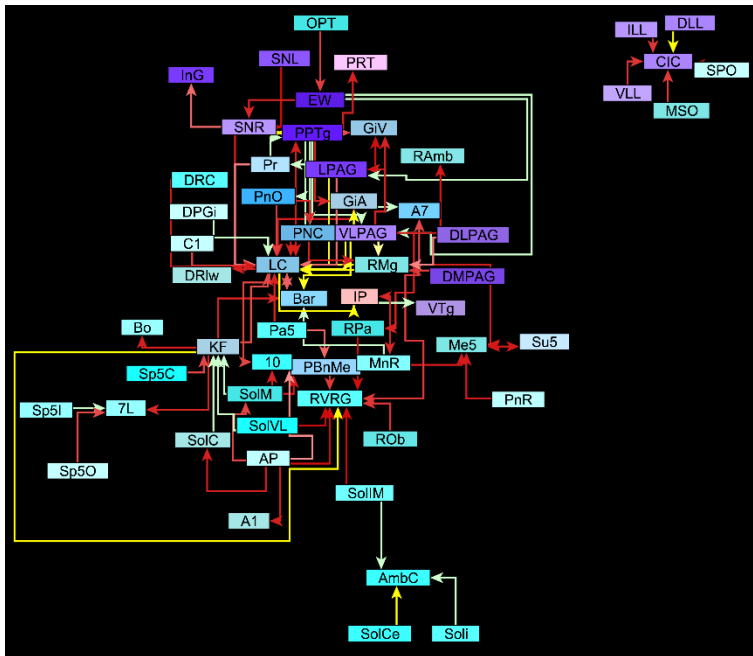 OPT
ILL
DLL
SNL
PRT
CIC
SPO
InG
VLL
EW
MSO
SNR
PPTg
GiV
Pr
LPAG
RAmb
DRC
PnO
GiA
A7
DPGi
PNC
VLPAG
DLPAG
C1
LC
RMg
DMPAG
DRIw
Bar
IP
VTg
Bo
Pa5
RPa
KF
Me5
Su5
10
PBnMe
MnR
Sp5C
SolM
RVRG
PnR
Sp5I
7L
SolVL
SolC
ROb
Sp5O
AP
SolIM
A1
AmbC
SolCe
Soli